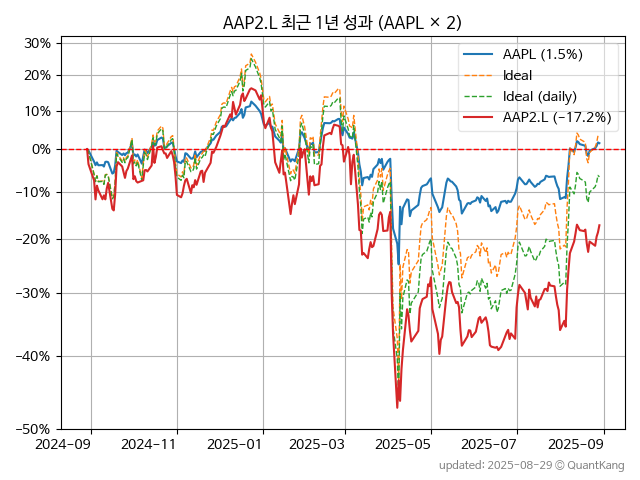 AAP2.L 최근 1년 성과 (AAPL × 2)
30%
20%
10%
0%
−10%
−20%
−30%
−40%
−50%
AAPL (1.5%)
Ideal
Ideal (daily)
AAP2.L (−17.2%)
2024-09
2024-11
2025-01
2025-03
2025-05
2025-07
2025-09
updated: 2025-08-29 © QuantKang